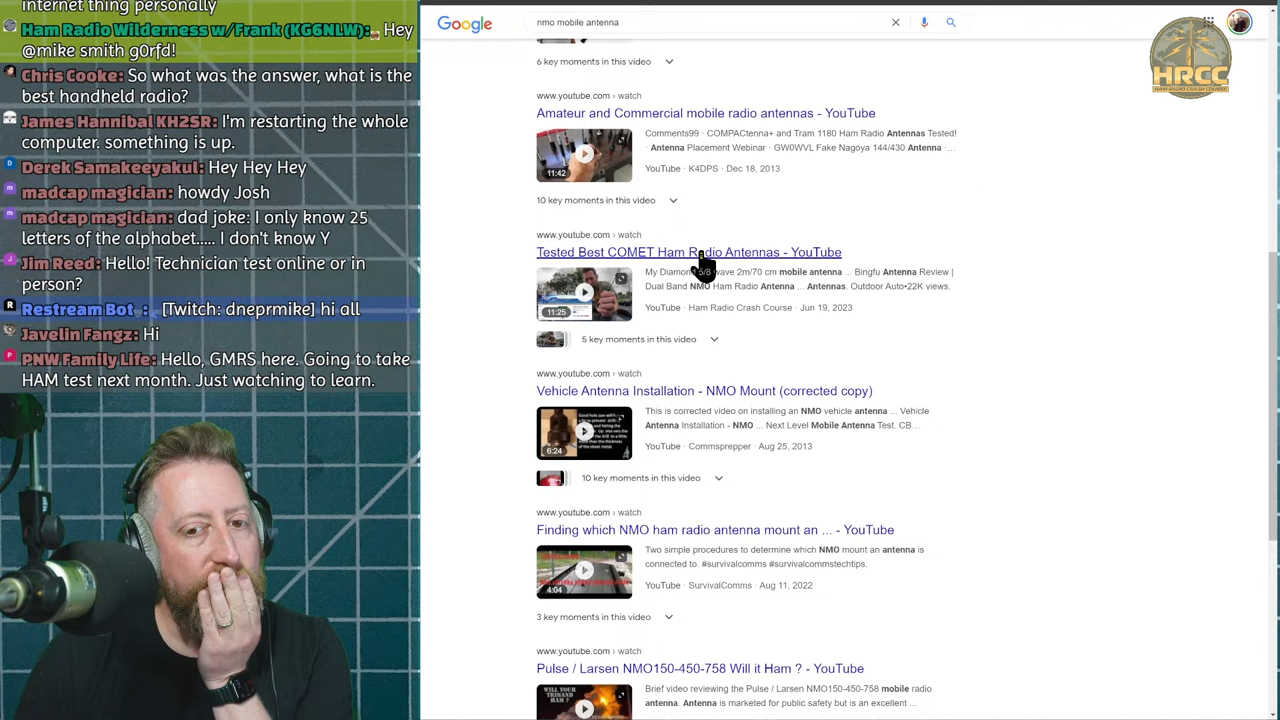 internet thing personally
Ham Radio Wilderness w/ Frank (KG6NLW): Hey
@mike smith g0rfd!
Chris Cooke: So what was the answer, what is the
best handheld radio?
James Hannibal KH2SR: I'm restarting the whole
computer. something is up.
David Tamakeeyakul: Hey Hey Hey
madcap magician: howdy Josh
madcap magician: dad joke: I only know 25
letters of the alphabet..... I don't know Y
person?
[Twitch: dneprnike] hi all
Kevein Kingz: Hi
PNW Family Life: Hello, GMRS here. Going to take
HAM test next month. Just watching to learn.
Google
nmo mobile antenna
HRCC
HAM RADIO CRASH COURSE
6 key moments in this video
www.youtube.com › watch
Amateur and Commercial mobile radio antennas - YouTube
11:42
Comments99 · COMPACtenna+ and Tram 1180 Ham Radio Antennas Tested!
· Antenna Placement Webinar · GW0WVL Fake Nagoya 144/430 Antenna ·...
YouTube · K4DPS · Dec 18, 2013
10 key moments in this video
www.youtube.com › watch
Tested Best COMET Ham Radio Antennas - YouTube
11:25
My Diamond 5/8 wave 2m/70 cm mobile antenna ... Bingfu Antenna Review |
Dual Band NMO Ham Radio Antenna ... Antennas. Outdoor Auto•22K views.
YouTube · Ham Radio Crash Course · Jun 19, 2023
5 key moments in this video
www.youtube.com › watch
Vehicle Antenna Installation - NMO Mount (corrected copy)
6:24
This is corrected video on installing an NMO vehicle antenna ... Vehicle
Antenna Installation - NMO ... Next Level Mobile Antenna Test. CB...
YouTube · Commsprepper · Aug 25, 2013
10 key moments in this video
www.youtube.com › watch
Finding which NMO ham radio antenna mount an ... - YouTube
4:04
Two simple procedures to determine which NMO mount an antenna is
connected to. #survivalcomms #survivalcommstechtips.
YouTube · SurvivalComms · Aug 11, 2022
3 key moments in this video
www.youtube.com › watch
Pulse / Larsen NMO150-450-758 Will it Ham ? - YouTube
WILL YOUR
TRIBAND
HAM ?
Brief video reviewing the Pulse / Larsen NMO150-450-758 mobile radio
antenna. Antenna is marketed for public safety but is an excellent ...